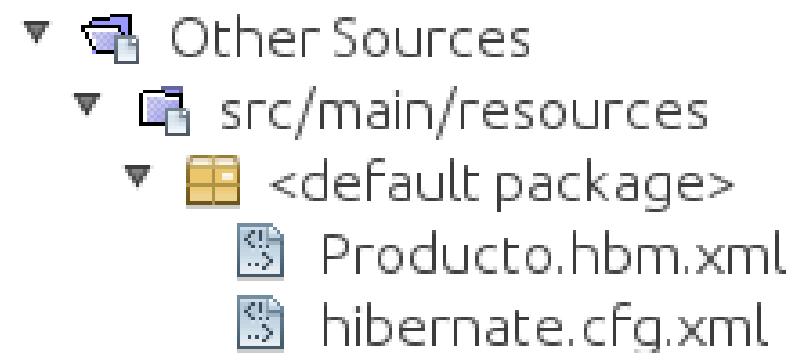 Other Sources
src/main/resources
<default package>
Producto.hbm.xml
hibernate.cfg.xml